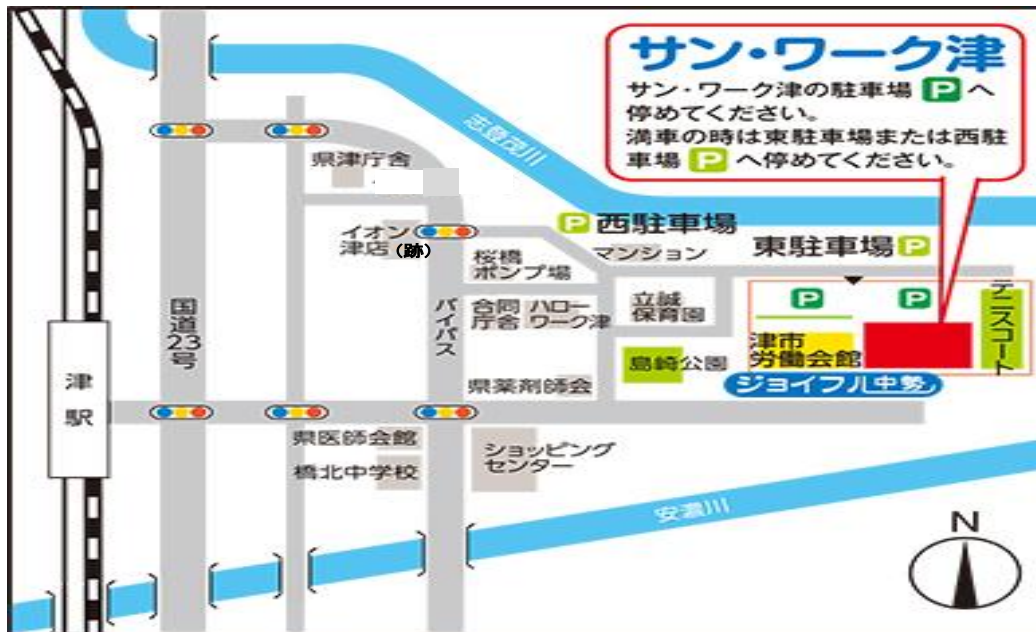 サン・ワーク津
サン・ワーク津の駐車場 P へ
停めてください。
満車の時は東駐車場または西駐
車場 P へ停めてください。
志登茂川
県津庁舎
イオン
津店(跡)
P 西駐車場
マンション
東駐車場 P
桜橋
ポンプ場
国道23号
バイパス
合同
庁舎
ハロー
ワーク津
立誠
保育園
P
P
テニスコート
津市
労働会館
島崎公園
ジョイフル中勢
県薬剤師会
津駅
県医師会館
橋北中学校
ショッピング
センター
安濃川
N